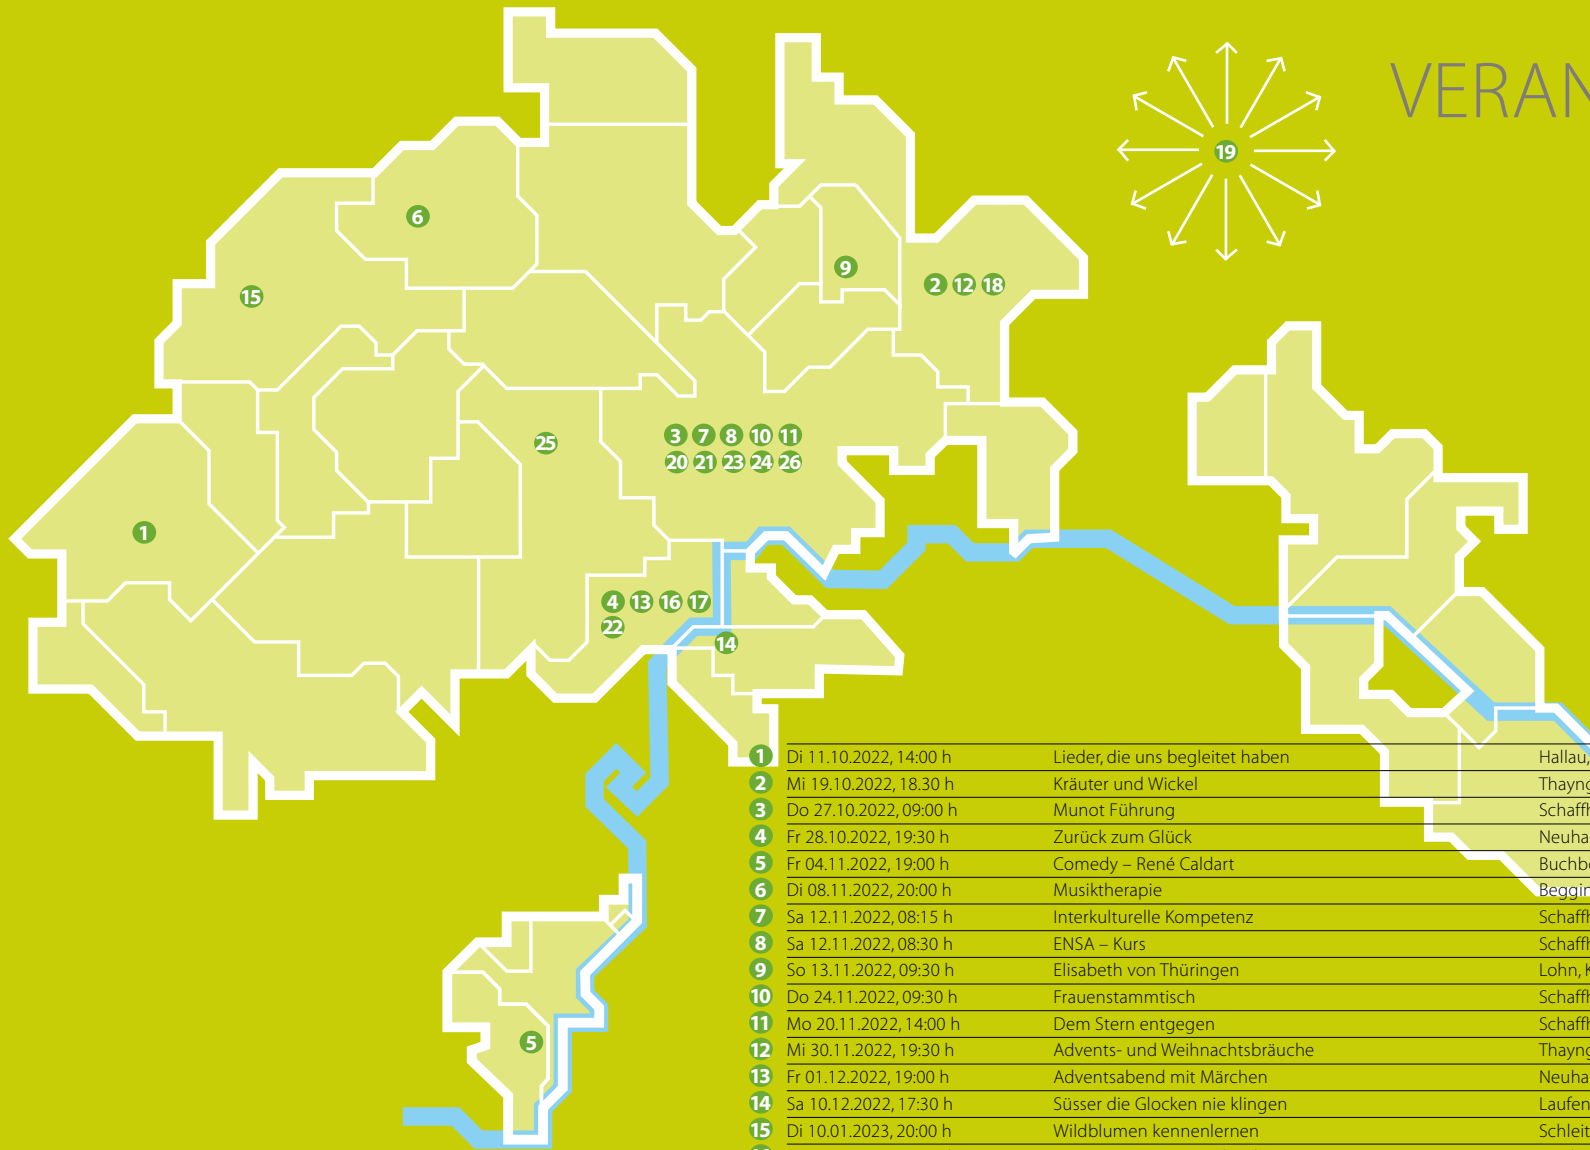 VERAN
19
6
9
15
2 12 18
3 7 8 10 11
25
20 21 23 24 26
1
4 13 16 17
22
14
5
1 Di 11.10.2022, 14:00 h Lieder, die uns begleitet haben Hallau,
2 Mi 19.10.2022, 18.30 h Kräuter und Wickel Thayng
3 Do 27.10.2022, 09:00 h Munot Führung Schaffh
4 Fr 28.10.2022, 19:30 h Zurück zum Glück Neuha
5 Fr 04.11.2022, 19:00 h Comedy – René Caldart Buchbe
6 Di 08.11.2022, 20:00 h Musiktherapie Beggin
7 Sa 12.11.2022, 08:15 h Interkulturelle Kompetenz Schaffh
8 Sa 12.11.2022, 08:30 h ENSA – Kurs Schaffh
9 So 13.11.2022, 09:30 h Elisabeth von Thüringen Lohn, K
10 Do 24.11.2022, 09:30 h Frauenstammtisch Schaffh
11 Mo 20.11.2022, 14:00 h Dem Stern entgegen Schaffh
12 Mi 30.11.2022, 19:30 h Advents- und Weihnachtsbräuche Thayng
13 Fr 01.12.2022, 19:00 h Adventsabend mit Märchen Neuha
14 Sa 10.12.2022, 17:30 h Süsser die Glocken nie klingen Laufen
15 Di 10.01.2023, 20:00 h Wildblumen kennenlernen Schleit